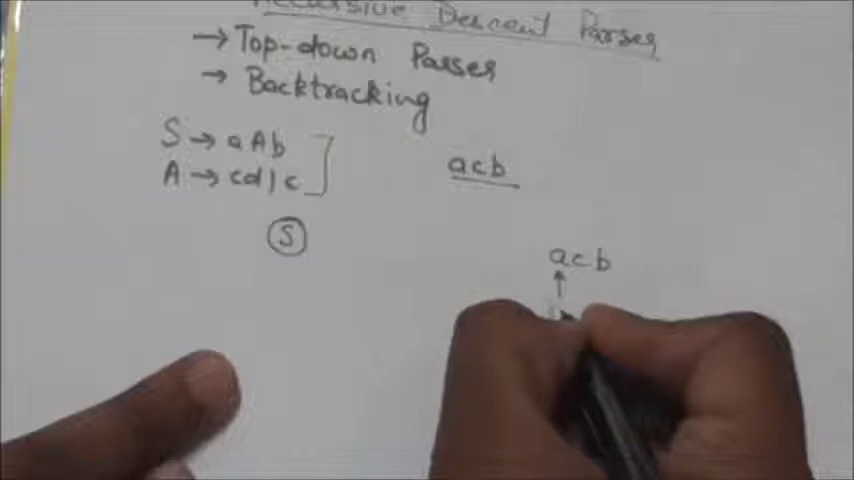 Recursive Descent Parser
→ Top-down Parser
→ Backtracking
S → aAb
A → cd|c
acb
S
acb